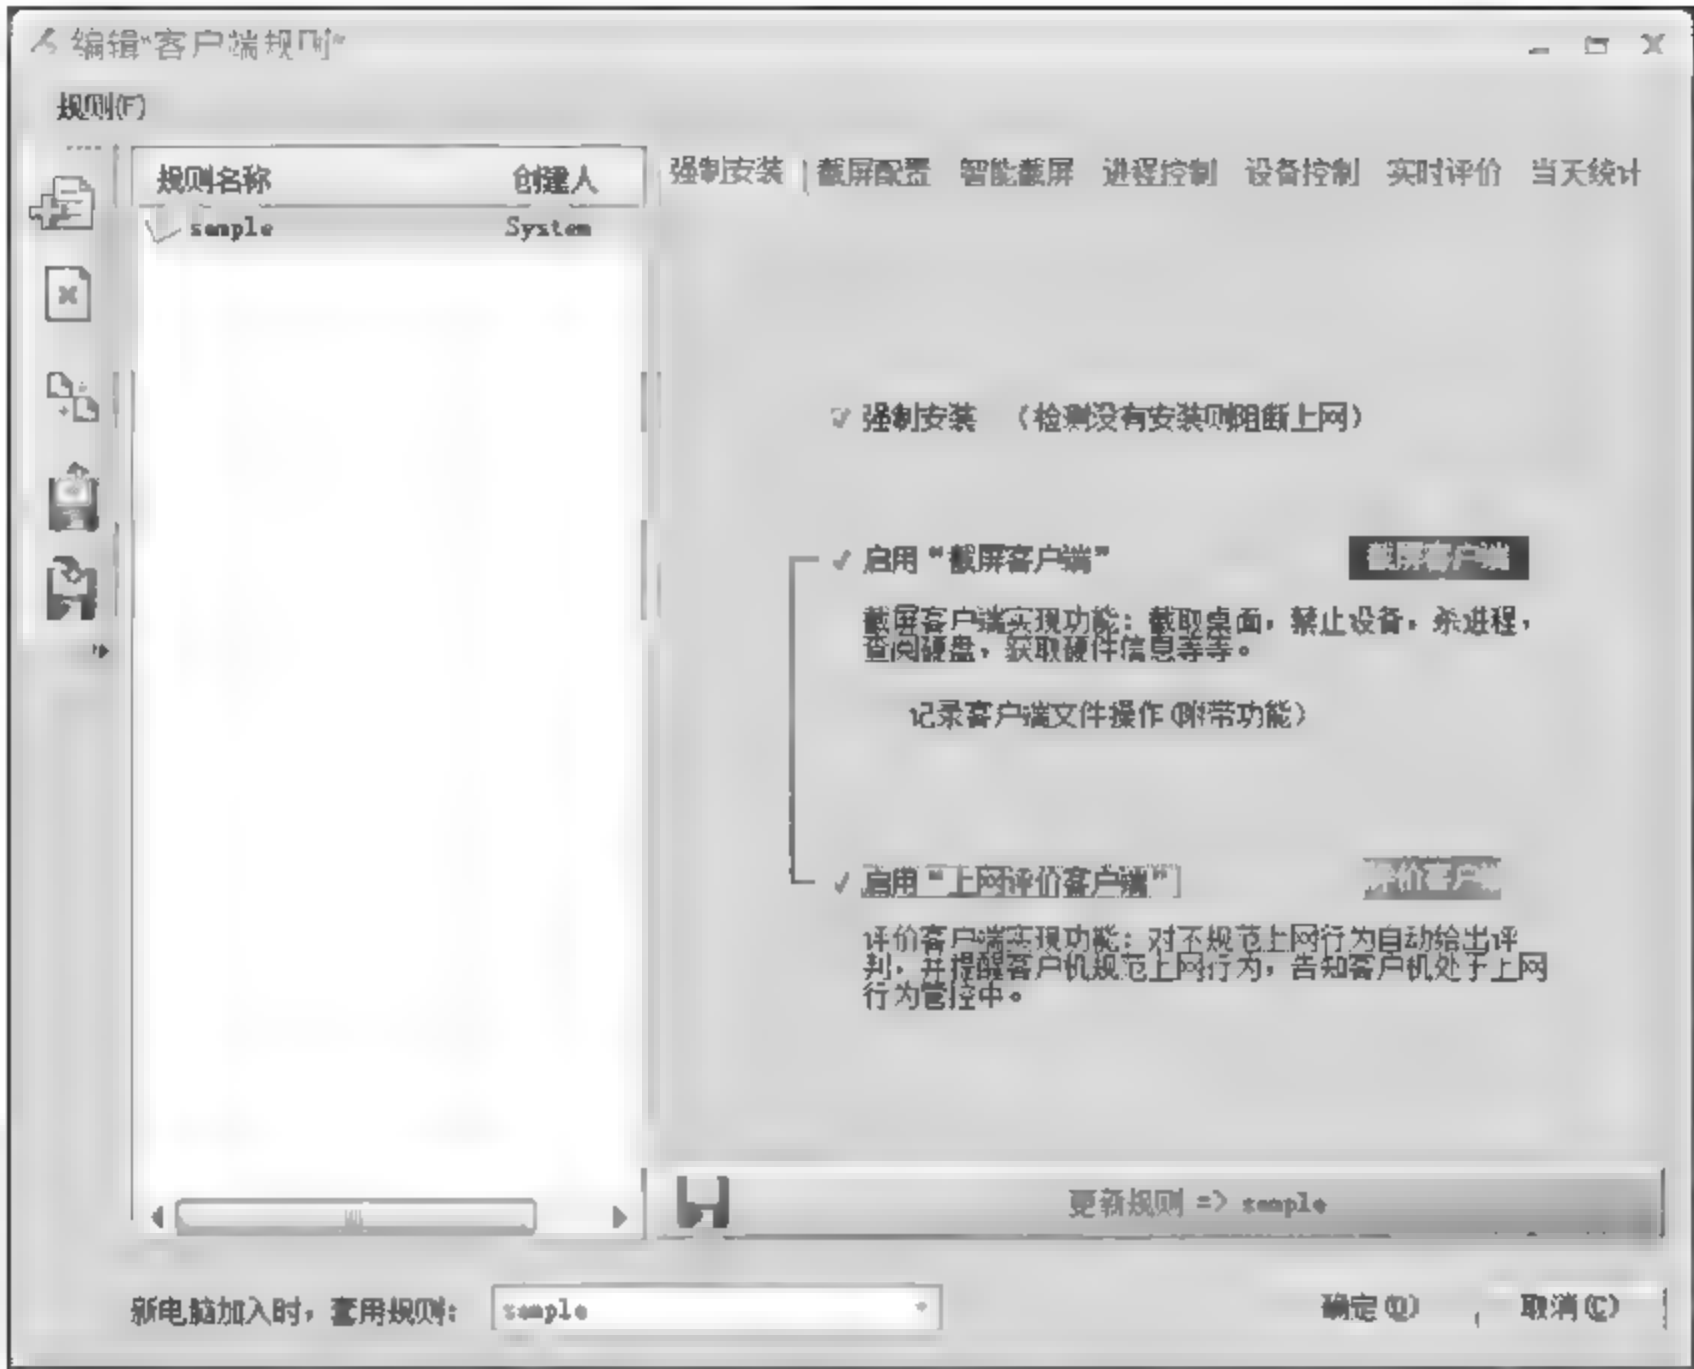 编辑“客户端规则”
规则(F)
规则名称 创建人
sample System
强制安装 截屏配置 智能截屏 进程控制 设备控制 实时评价 当天统计
强制安装 （检测没有安装则阻断上网）
启用“截屏客户端” 截屏客户端
截屏客户端实现功能：截取桌面，禁止设备，杀进程，
查阅硬盘，获取硬件信息等等。
记录客户端文件操作(附带功能)
启用“上网评价客户端” 评价客户端
评价客户端实现功能：对不规范上网行为自动给出评
判，并提醒客户机规范上网行为，告知客户机处于上网
行为管控中。
更新规则 => sample
新电脑加入时，套用规则： sample
确定(O) 取消(C)